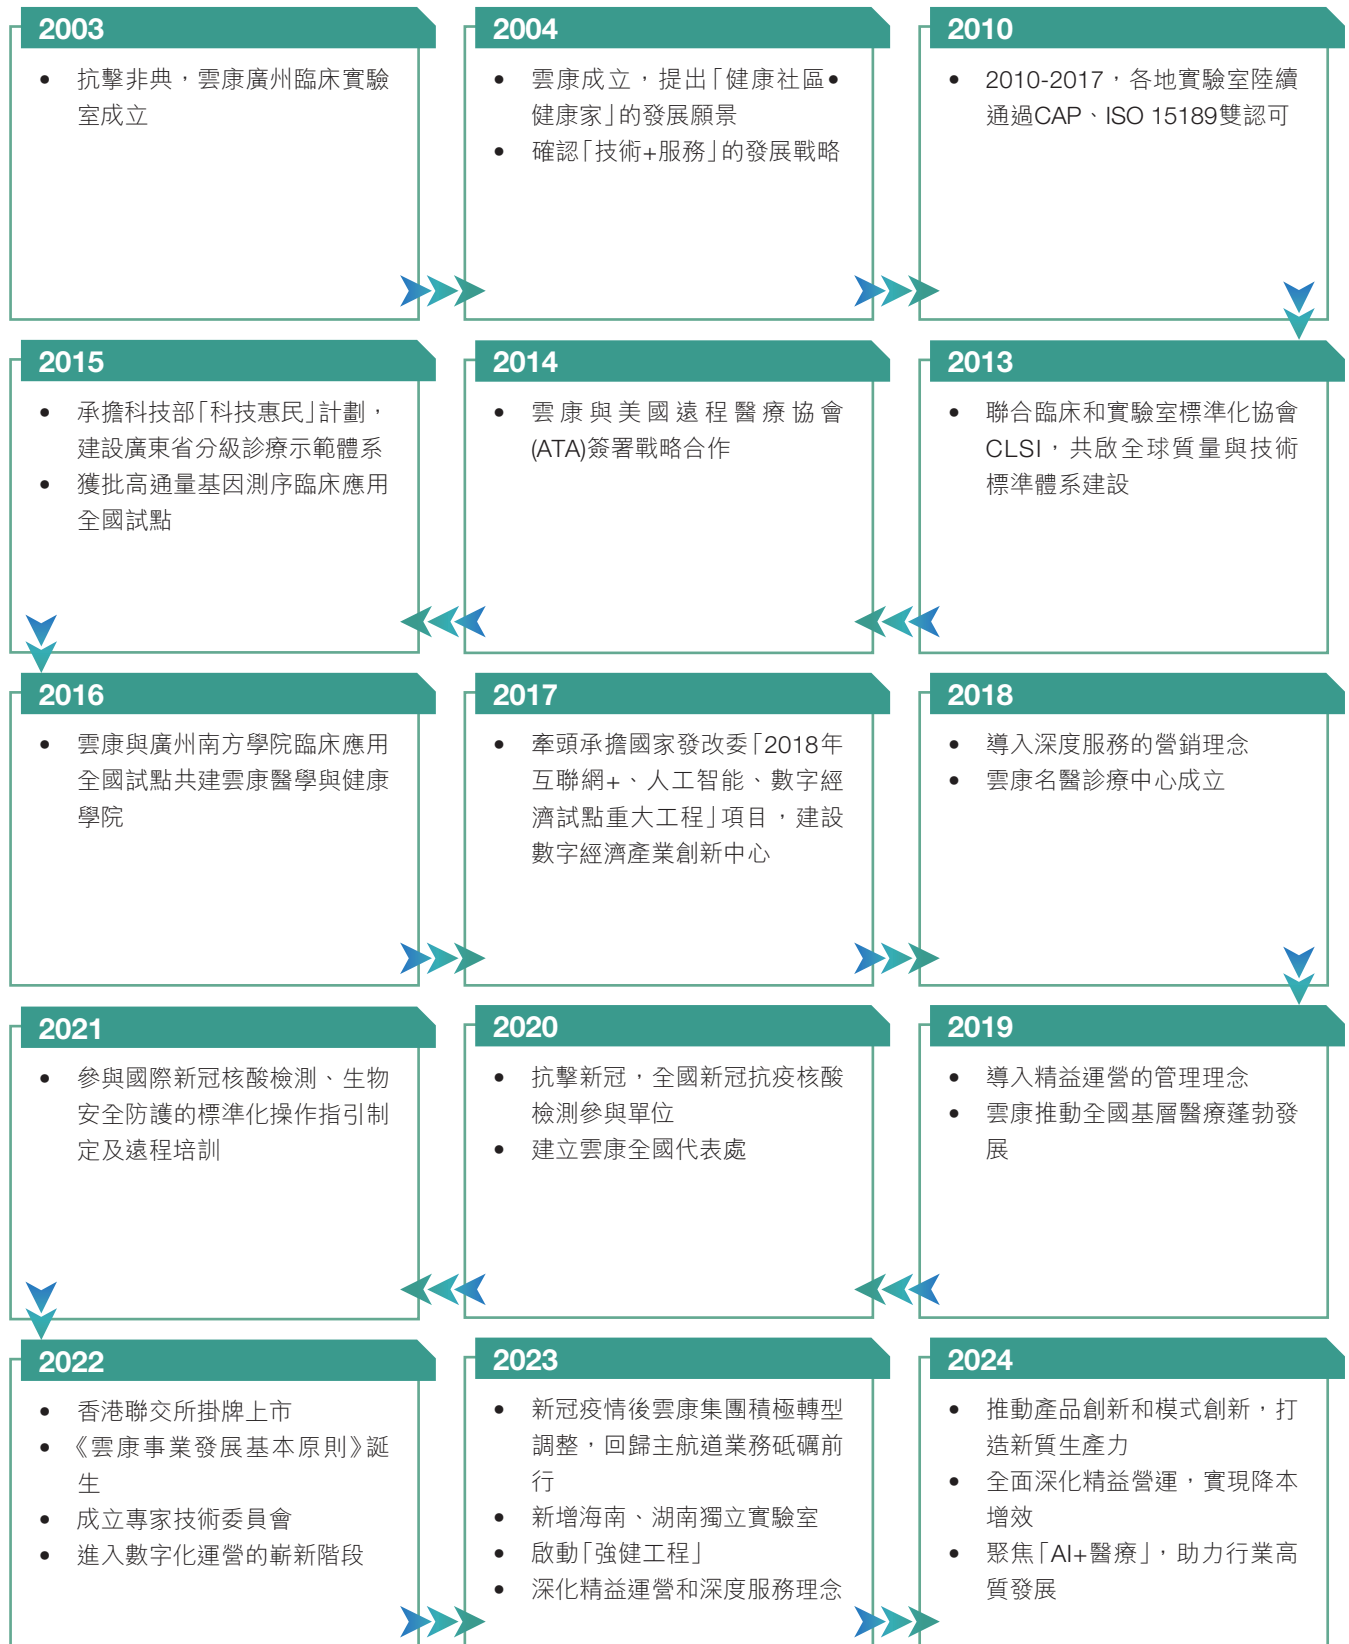 2003
• 抗擊非典，雲康廣州臨床實驗
室成立
2004
• 雲康成立，提出「健康社區•
健康家」的發展願景
• 確認「技術+服務」的發展戰略
2010
• 2010-2017，各地實驗室陸續
通過CAP、ISO 15189雙認可
2013
• 聯合臨床和實驗室標準化協會
CLSI，共啟全球質量與技術
標準體系建設
2014
• 雲康與美國遠程醫療協會
(ATA)簽署戰略合作
2015
• 承擔科技部「科技惠民」計劃，
建設廣東省分級診療示範體系
• 獲批高通量基因測序臨床應用
全國試點
2016
• 雲康與廣州南方學院臨床應用
全國試點共建雲康醫學與健康
學院
2017
• 牽頭承擔國家發改委「2018年
互聯網+、人工智能、數字經
濟試點重大工程」項目，建設
數字經濟產業創新中心
2018
• 導入深度服務的營銷理念
• 雲康名醫診療中心成立
2019
• 導入精益運營的管理理念
• 雲康推動全國基層醫療蓬勃發
展
2020
• 抗擊新冠，全國新冠抗疫核酸
檢測參與單位
• 建立雲康全國代表處
2021
• 參與國際新冠核酸檢測、生物
安全防護的標準化操作指引制
定及遠程培訓
2022
• 香港聯交所掛牌上市
• 《雲康事業發展基本原則》誕
生
• 成立專家技術委員會
• 進入數字化運營的嶄新階段
2023
• 新冠疫情後雲康集團積極轉型
調整，回歸主航道業務砥礪前
行
• 新增海南、湖南獨立實驗室
• 啟動「強健工程」
• 深化精益運營和深度服務理念
2024
• 推動產品創新和模式創新，打
造新質生產力
• 全面深化精益營運，實現降本
增效
• 聚焦「AI+醫療」，助力行業高
質發展